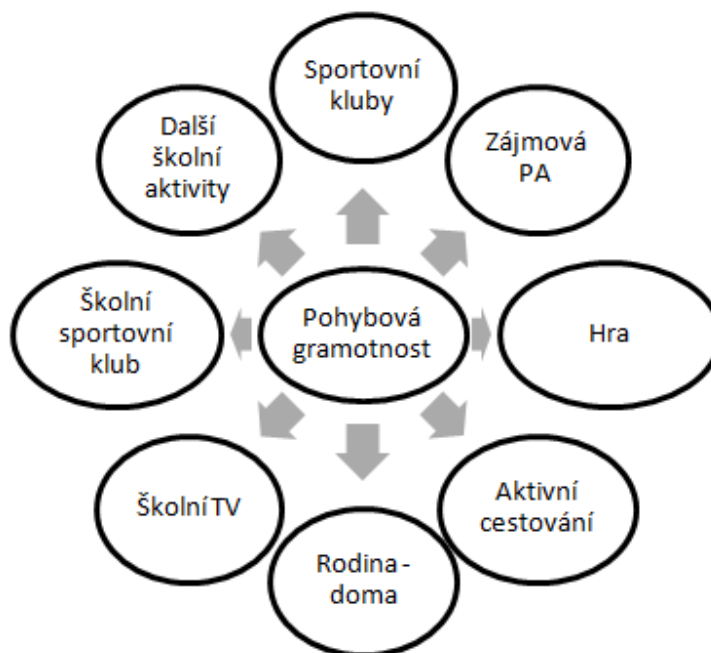 Sportovní
kluby
Další
školní
aktivity
Zájmová
PA
Školní
sportovní
klub
Pohybová
gramotnost
Hra
Školní TV
Aktivní
cestování
Rodina -
doma